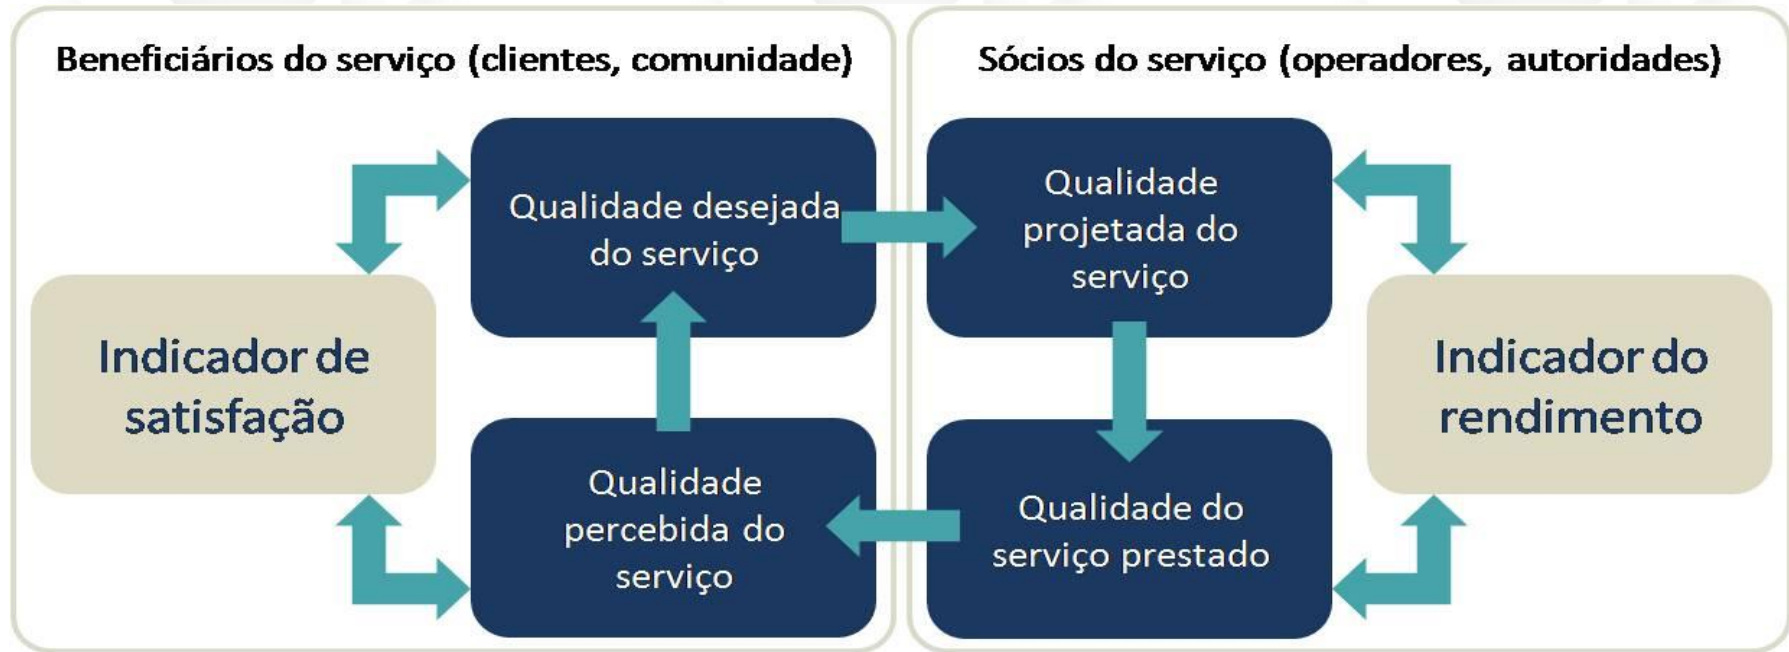 Beneficiários do serviço (clientes, comunidade)
Sócios do serviço (operadores, autoridades)
Qualidade desejada
do serviço
Qualidade
projetada do
serviço
Indicador de
satisfação
Indicador do
rendimento
Qualidade
percebida do
serviço
Qualidade do
serviço prestado